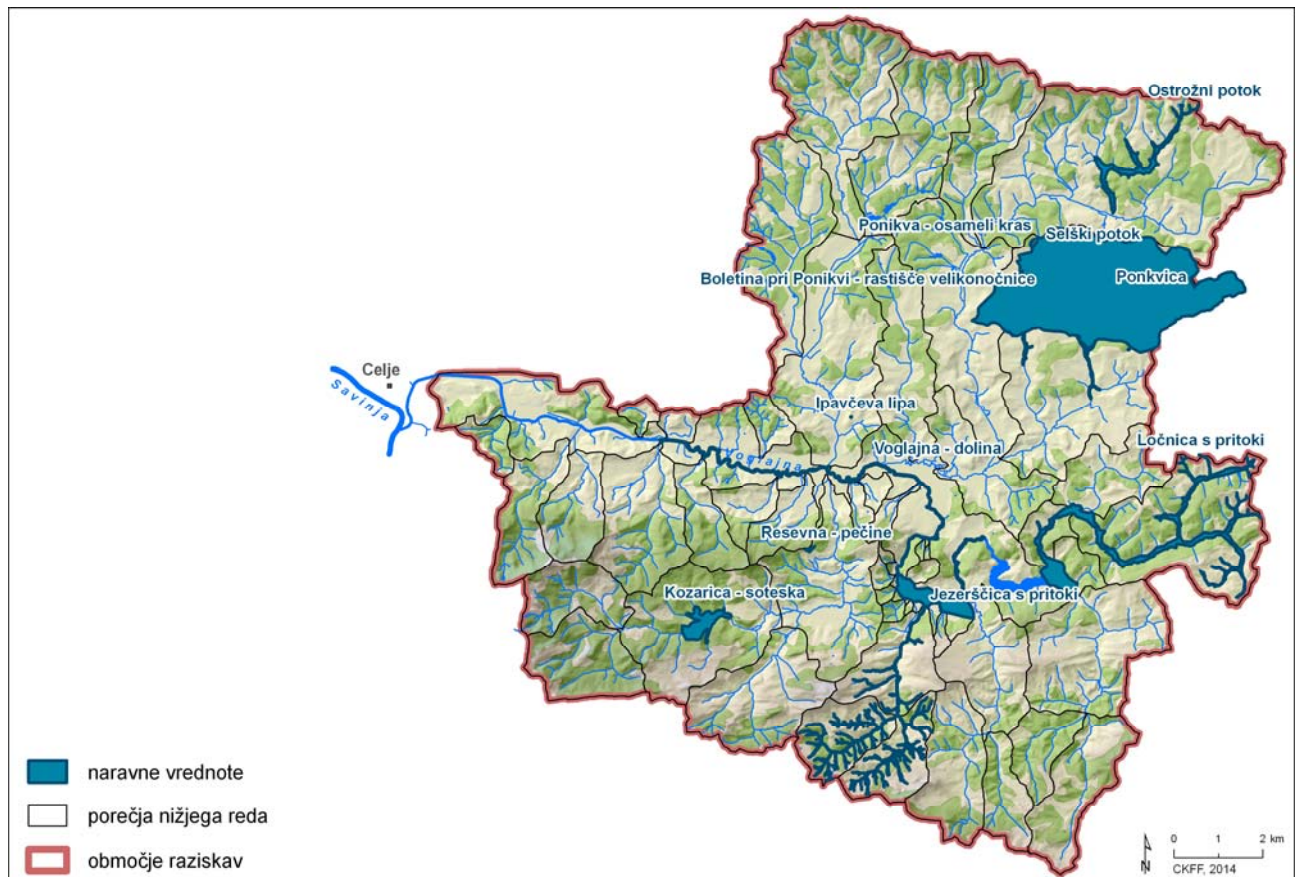 Ostrožni potok
Ponikva - osameli kras
Selški potok
Boletina pri Ponikvi - rastišče velikonočnice
Ponkvica
Celje
Savinja
Ipavčeva lipa
Voglajna
Voglajna - dolina
Ločnica s pritoki
Resevna - pečine
Kozarica - soteska
Jezerščica s pritoki
naravne vrednote
porečja nižjega reda
območje raziskav
N
0 1 2 km
CKFF, 2014